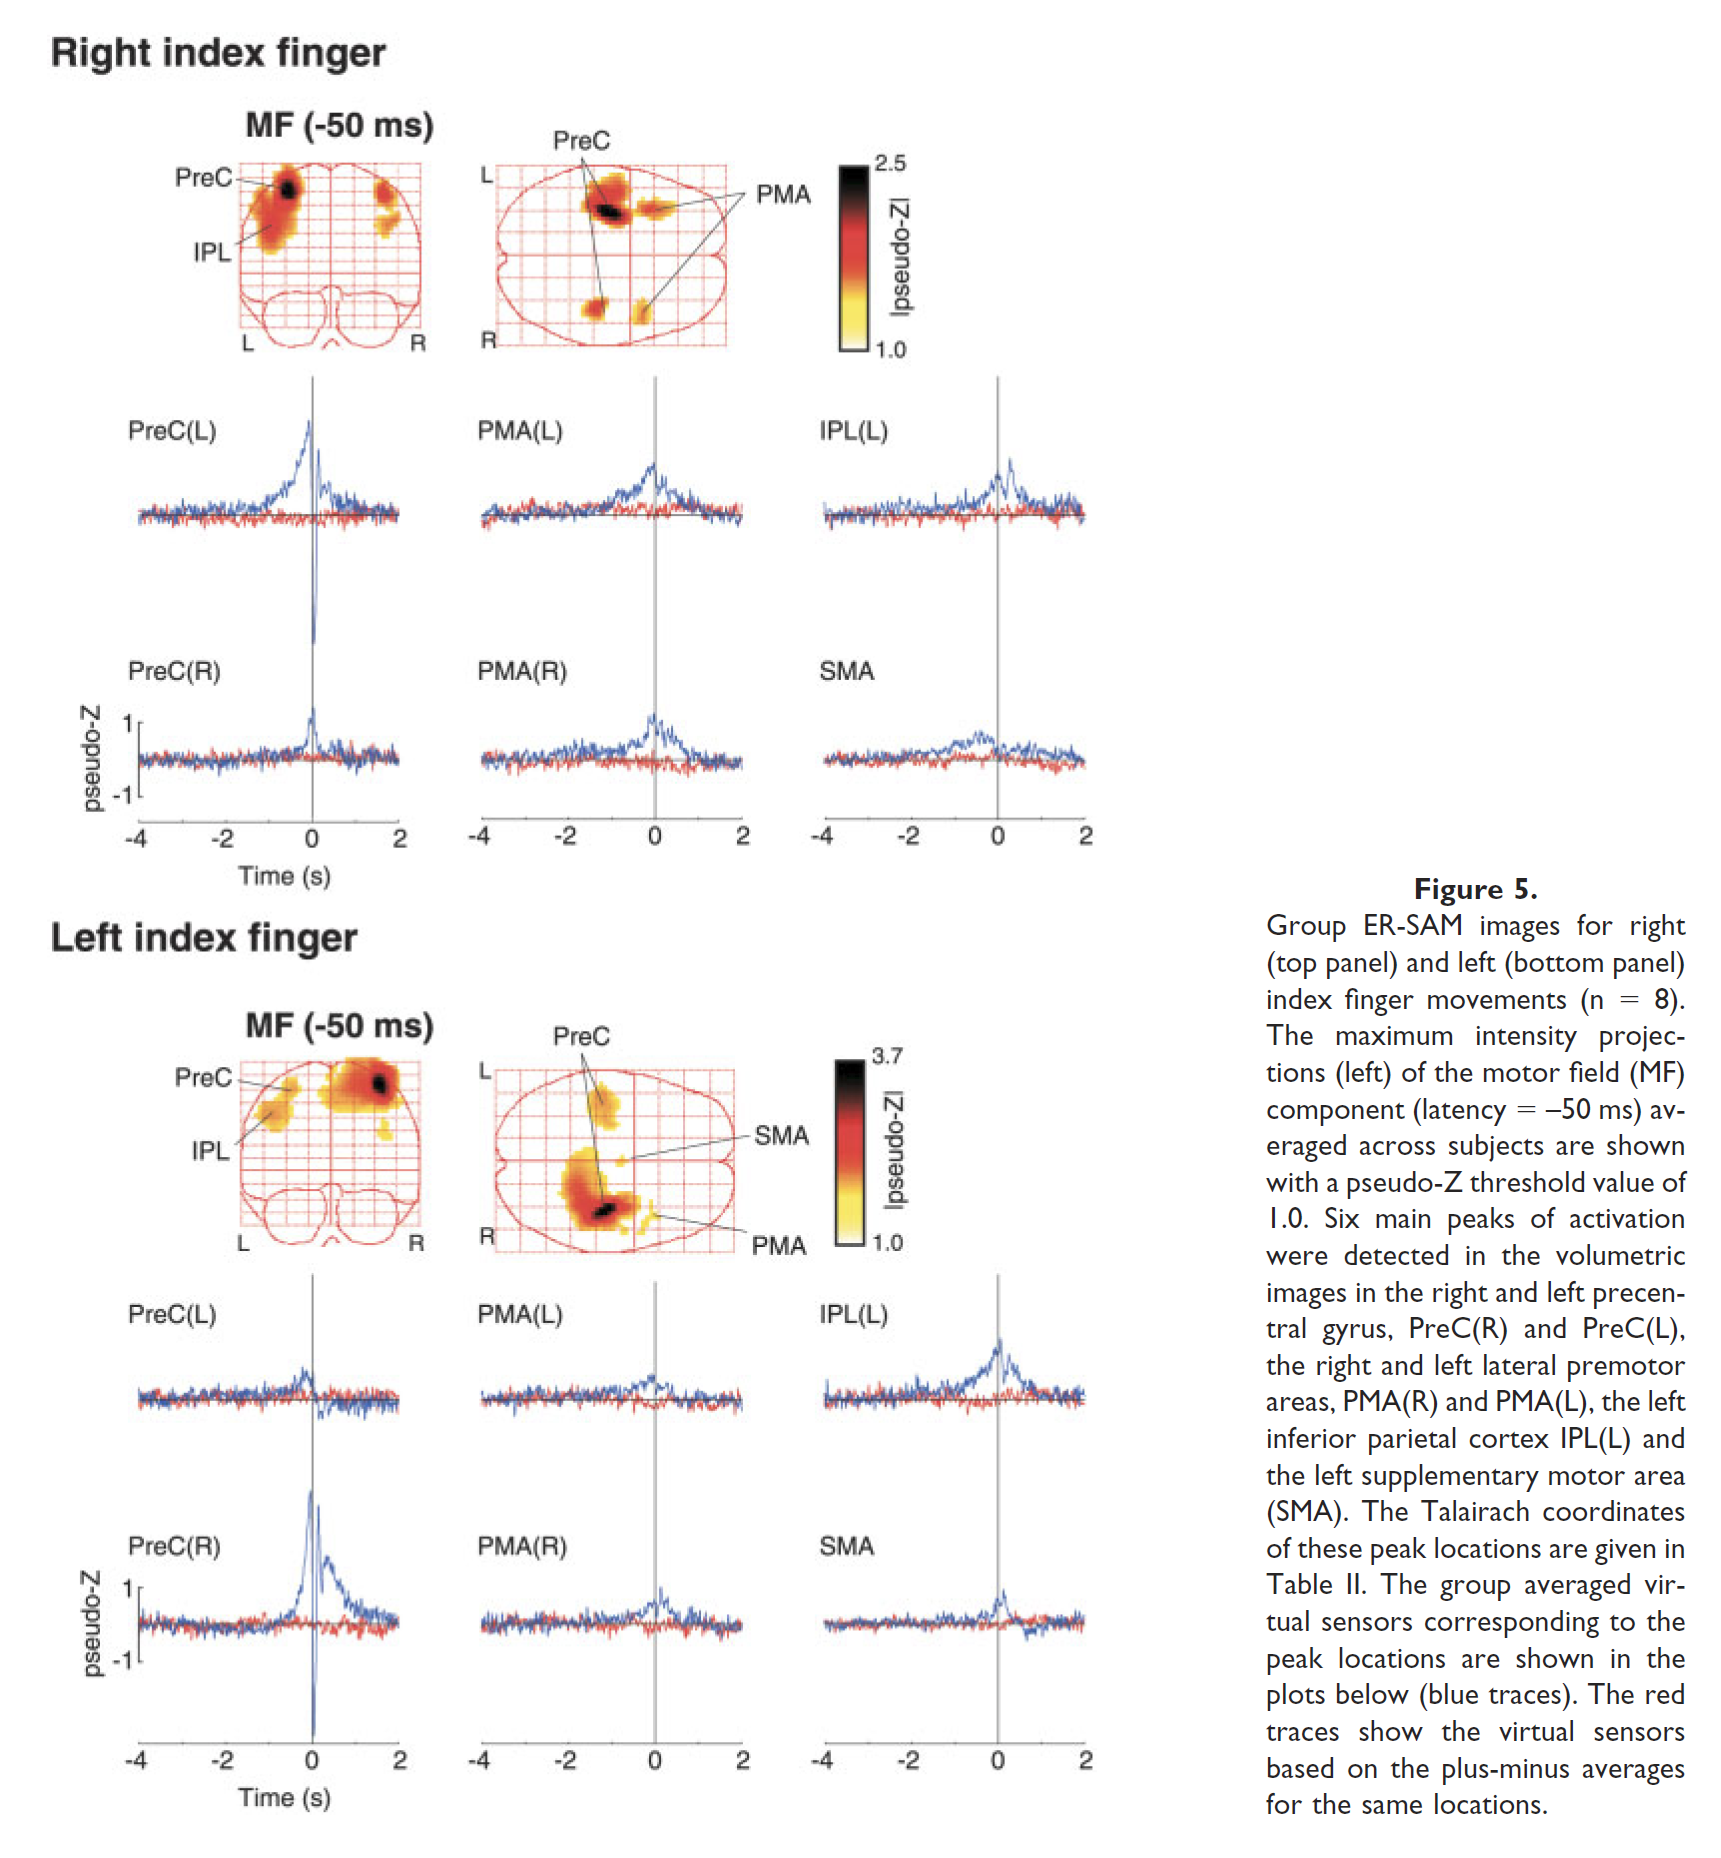 Right index finger
MF (-50 ms)
PreC
IPL
L
R
PreC
L
R
PMA
2.5
|pseudo-Z|
1.0
PreC(L)
PMA(L)
IPL(L)
PreC(R)
PMA(R)
SMA
pseudo-Z
1
-1
-4 -2 0 2
-4 -2 0 2
-4 -2 0 2
Time (s)
Left index finger
MF (-50 ms)
PreC
IPL
L
R
PreC
L
R
SMA
PMA
3.7
|pseudo-Z|
1.0
PreC(L)
PMA(L)
IPL(L)
PreC(R)
PMA(R)
SMA
pseudo-Z
1
-1
-4 -2 0 2
-4 -2 0 2
-4 -2 0 2
Time (s)
Figure 5.
Group ER-SAM images for right
(top panel) and left (bottom panel)
index finger movements (n = 8).
The maximum intensity projec-
tions (left) of the motor field (MF)
component (latency = –50 ms) av-
eraged across subjects are shown
with a pseudo-Z threshold value of
1.0. Six main peaks of activation
were detected in the volumetric
images in the right and left precen-
tral gyrus, PreC(R) and PreC(L),
the right and left lateral premotor
areas, PMA(R) and PMA(L), the left
inferior parietal cortex IPL(L) and
the left supplementary motor area
(SMA). The Talairach coordinates
of these peak locations are given in
Table II. The group averaged vir-
tual sensors corresponding to the
peak locations are shown in the
plots below (blue traces). The red
traces show the virtual sensors
based on the plus-minus averages
for the same locations.